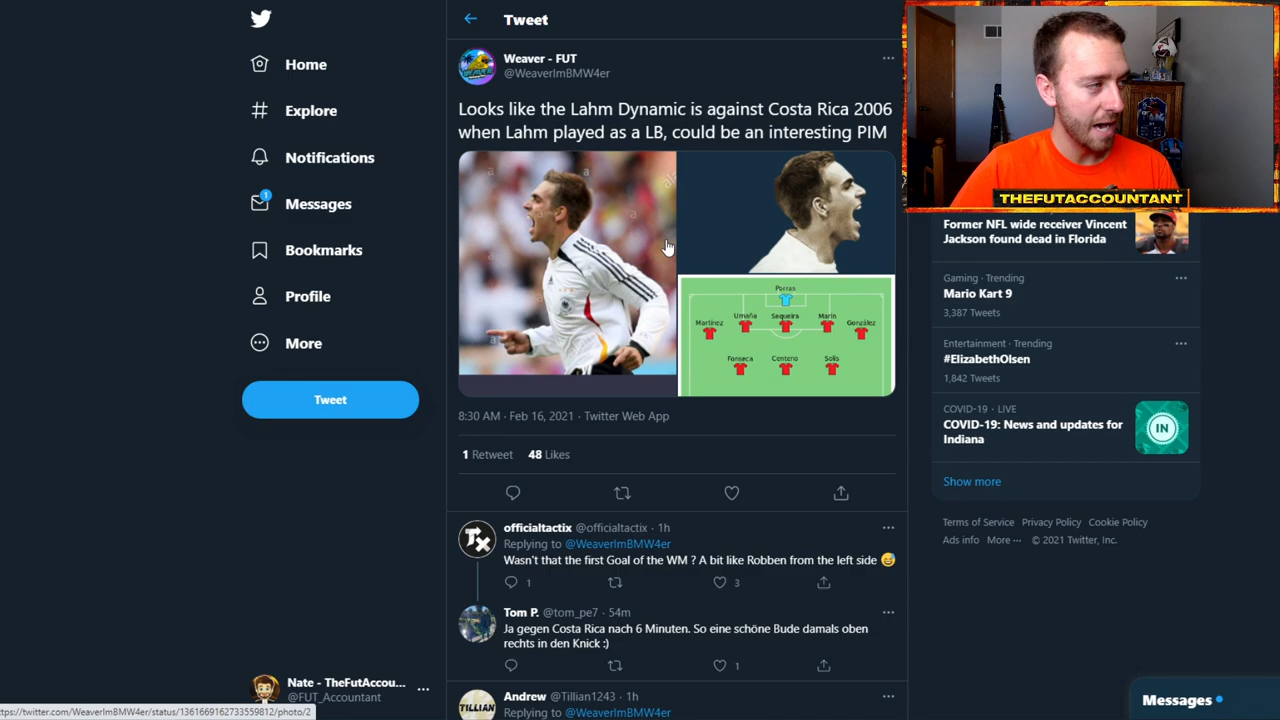 Tweet
Home
Explore
Notifications
1
Messages
Bookmarks
Profile
More
Tweet
Nate - TheFutAccou...
@FUT_Accountant
ttps://twitter.com/WeaverImBMW4er/status/1361669162733559812/photo/2
Weaver - FUT
@WeaverImBMW4er
Looks like the Lahm Dynamic is against Costa Rica 2006
when Lahm played as a LB, could be an interesting PIM
Porras
Martínez Umaña Sequeira Marín González
Fonseca Centeno Solís
8:30 AM · Feb 16, 2021 · Twitter Web App
1 Retweet 48 Likes
officialtactix @officialtactix · 1h
Replying to @WeaverImBMW4er
Wasn't that the first Goal of the WM ? A bit like Robben from the left side
TX
1 3
Tom P. @tom_pe7 · 54m
Ja gegen Costa Rica nach 6 Minuten. So eine schöne Bude damals oben
rechts in den Knick :)
1
Andrew @Tillian1243 · 1h
TILLIAN
Replying to @WeaverImBMW4er
THEFUTACCOUNTANT
Former NFL wide receiver Vincent
Jackson found dead in Florida
Gaming · Trending
Mario Kart 9
3,387 Tweets
Entertainment · Trending
#ElizabethOlsen
1,842 Tweets
COVID-19 · LIVE
COVID-19: News and updates for
Indiana
IN
Show more
Terms of Service Privacy Policy Cookie Policy
Ads info More ··· © 2021 Twitter, Inc.
Messages